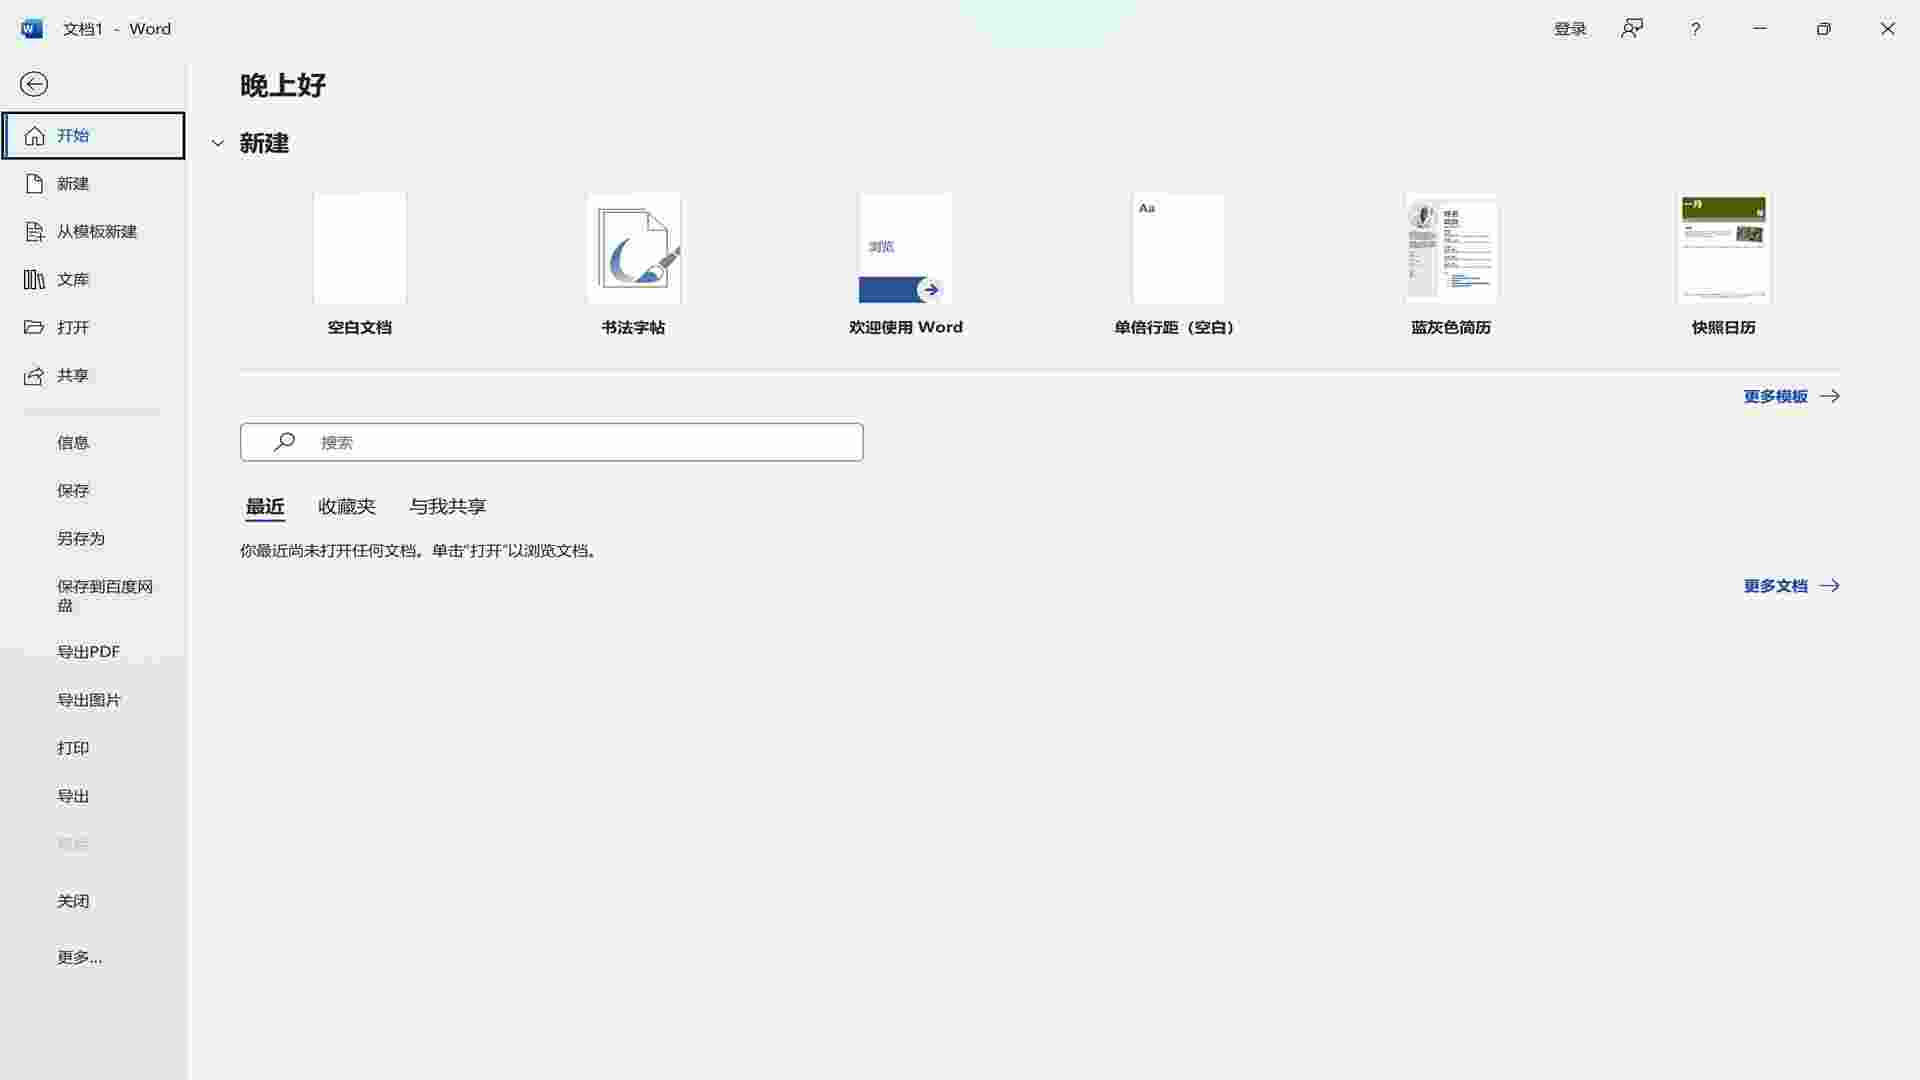 文档1 - Word
登录
晚上好
开始
新建
新建
从模板新建
文库
打开
共享
信息
保存
另存为
保存到百度网
盘
导出PDF
导出图片
打印
导出
关闭
更多...
Aa
浏览
一月
空白文档
书法字帖
欢迎使用 Word
单倍行距（空白）
蓝灰色简历
快照日历
更多模板
搜索
最近 收藏夹 与我共享
你最近尚未打开任何文档。单击“打开”以浏览文档。
更多文档